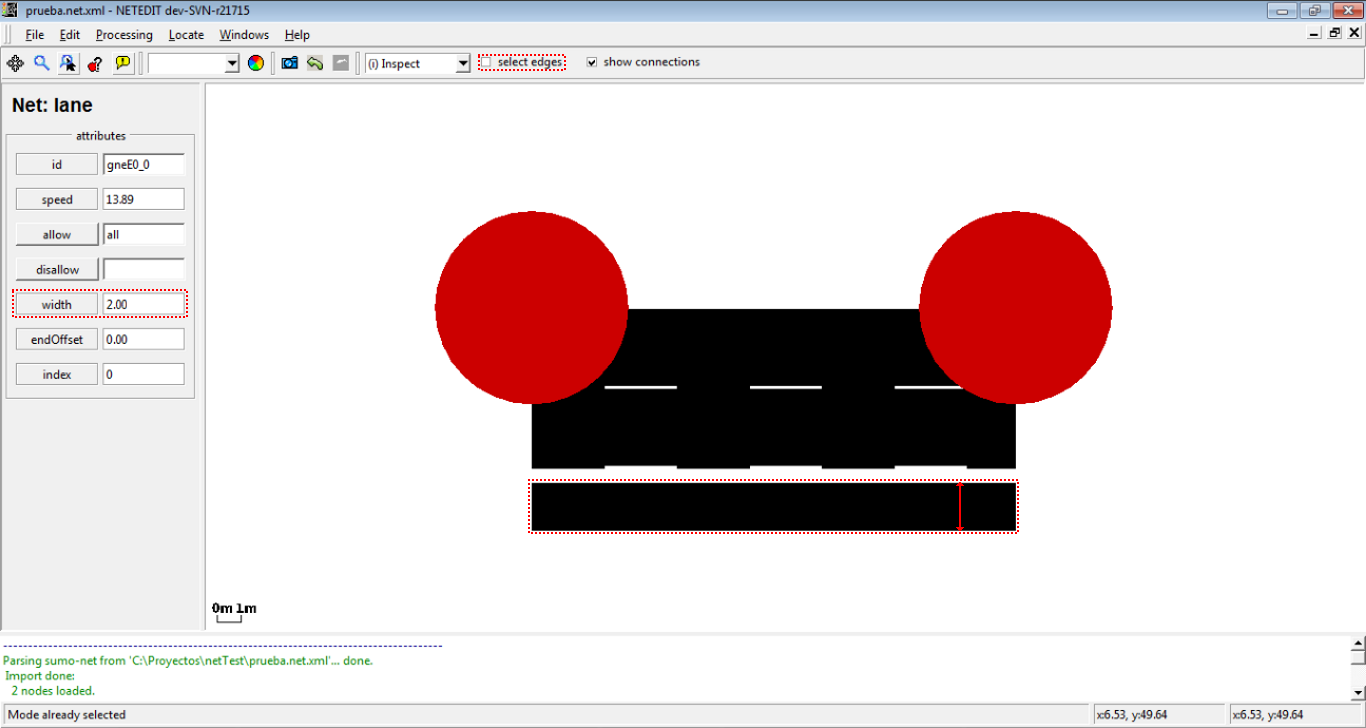 prueba.net.xml - NETEDIT dev-SVN-r21715
File Edit Processing Locate Windows Help
(i) Inspect select edges show connections
Net: lane
attributes
id gneE0_0
speed 13.89
allow all
disallow
width 2.00
endOffset 0.00
index 0
0m 1m
----------------------------------------------------------------------------------------
Parsing sumo-net from 'C:\Proyectos\netTest\prueba.net.xml'... done.
Import done:
2 nodes loaded.
Mode already selected x:6.53, y:49.64 x:6.53, y:49.64